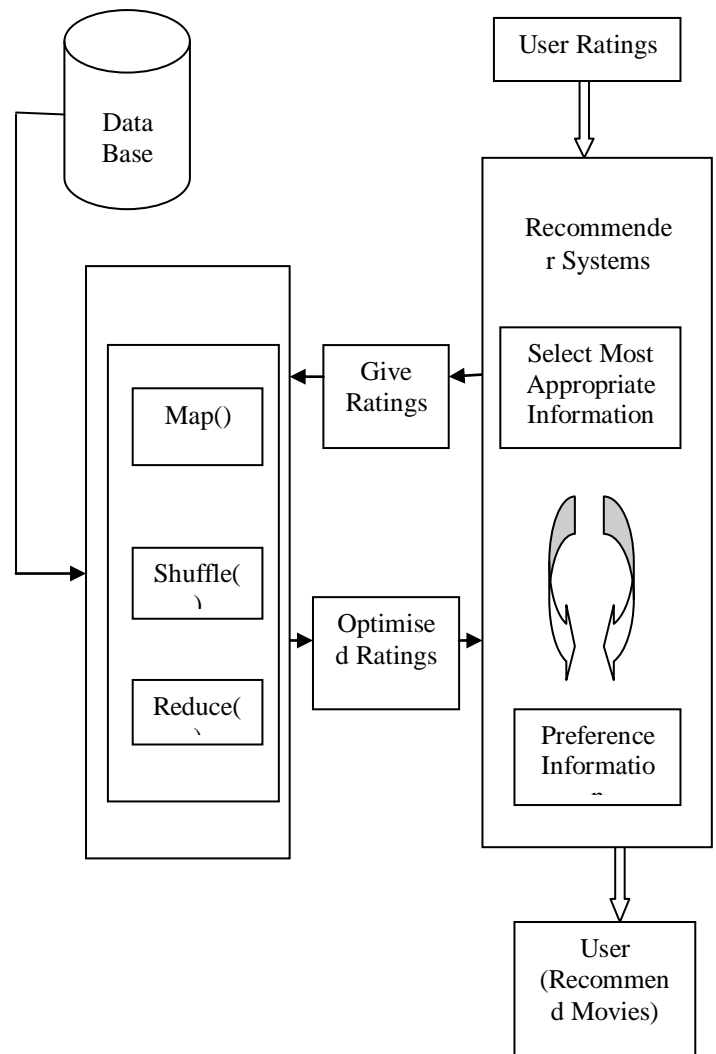 Data
Base
User Ratings
Recommende
r Systems
Select Most
Appropriate
Information
Give
Ratings
Map()
Shuffle(
)
Optimise
d Ratings
Reduce(
)
Preference
Informatio
n
User
(Recommen
d Movies)